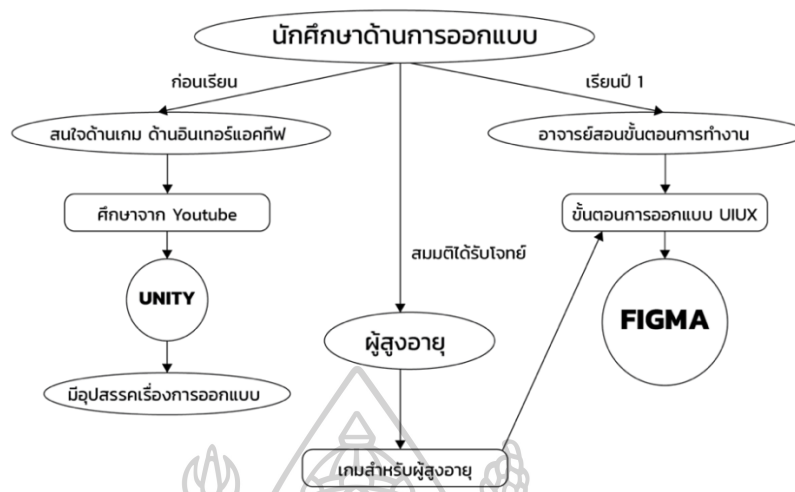 นักศึกษาด้านการออกแบบ
ก่อนเรียน
เรียนปี 1
สนใจด้านเกม ด้านอินเทอร์แอคทีฟ
อาจารย์สอนขั้นตอนการทำงาน
ศึกษาจาก Youtube
ขั้นตอนการออกแบบ UIUX
สมมติได้รับโจทย์
UNITY
FIGMA
ผู้สูงอายุ
มีอุปสรรคเรื่องการออกแบบ
เกมสำหรับผู้สูงอายุ